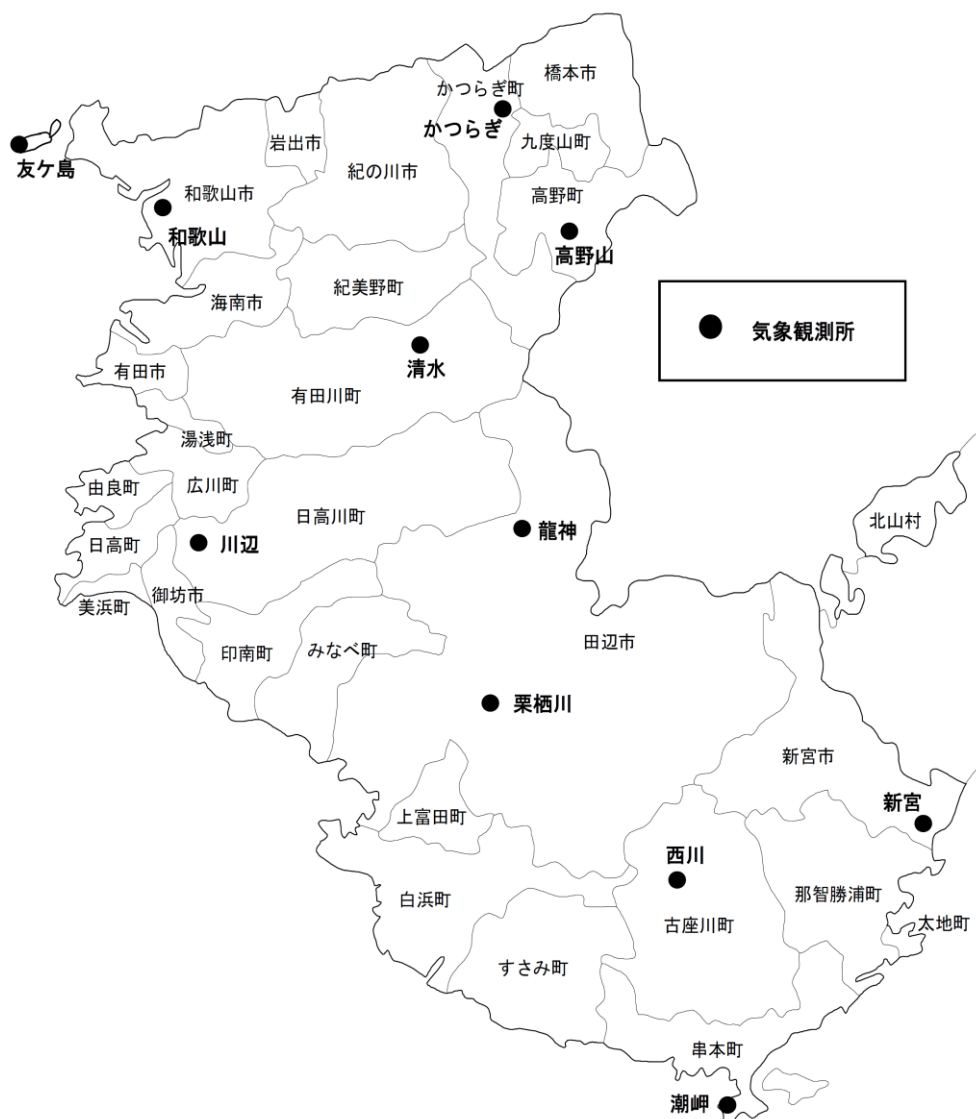 橋本市
かつらぎ町
かつらぎ
岩出市
九度山町
友ケ島
紀の川市
和歌山市
高野町
和歌山
高野山
紀美野町
海南市
気象観測所
有田市
清水
有田川町
湯浅町
由良町
広川町
日高川町
北山村
龍神
日高町
川辺
御坊市
美浜町
田辺市
印南町
みなべ町
栗栖川
新宮市
新宮
上富田町
西川
白浜町
那智勝浦町
太地町
古座川町
すさみ町
串本町
潮岬